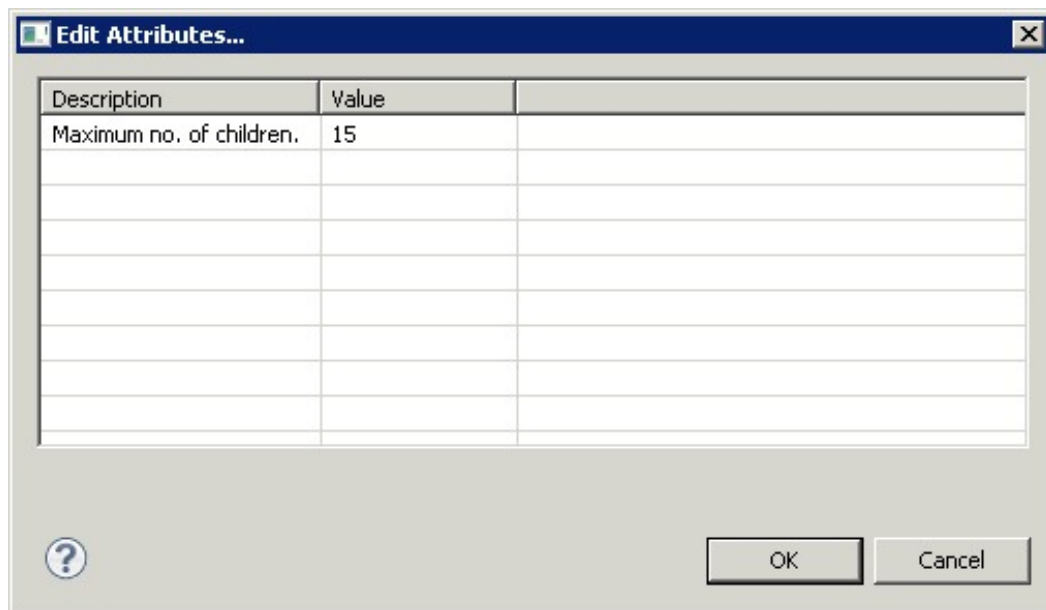 Edit Attributes...
Description Value
Maximum no. of children. 15
?
OK Cancel